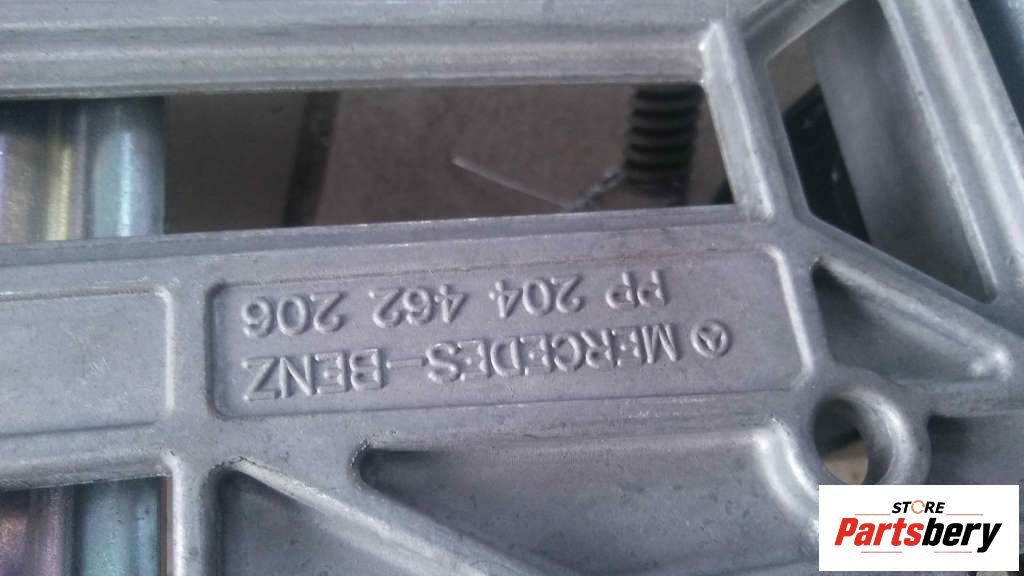 MERCEDES-BENZ
PP 204 462 206
STORE
Partsbery